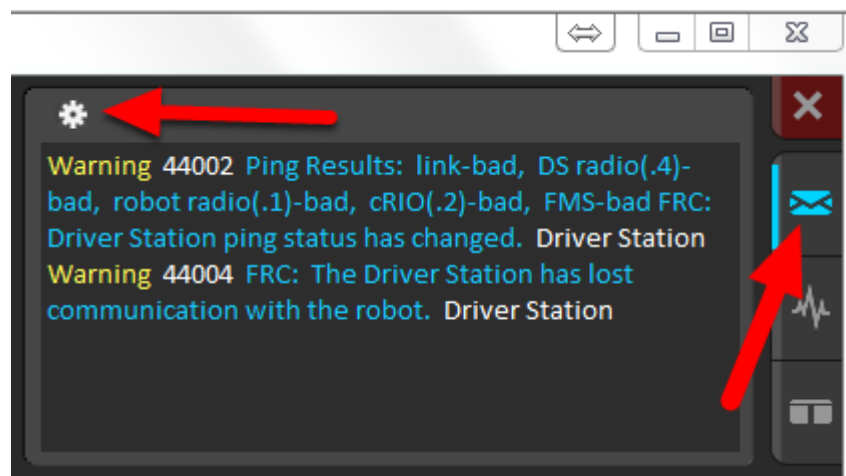 Warning 44002 Ping Results: link-bad, DS radio(.4)-
bad, robot radio(.1)-bad, cRIO(.2)-bad, FMS-bad FRC:
Driver Station ping status has changed. Driver Station
Warning 44004 FRC: The Driver Station has lost
communication with the robot. Driver Station